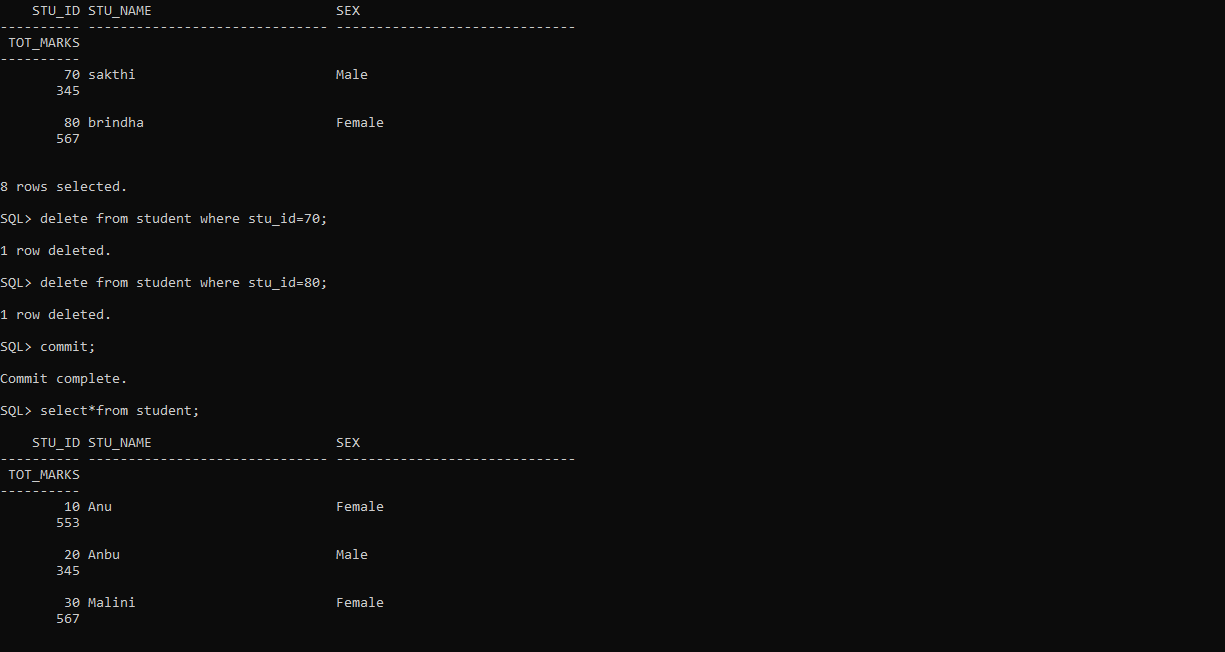 STU_ID STU_NAME                       SEX
---------- ------------------------------ ------------------------------
 TOT_MARKS
----------
        70 sakthi                         Male
       345

        80 brindha                        Female
       567


8 rows selected.

SQL> delete from student where stu_id=70;

1 row deleted.

SQL> delete from student where stu_id=80;

1 row deleted.

SQL> commit;

Commit complete.

SQL> select*from student;

    STU_ID STU_NAME                       SEX
---------- ------------------------------ ------------------------------
 TOT_MARKS
----------
        10 Anu                            Female
       553

        20 Anbu                           Male
       345

        30 Malini                         Female
       567